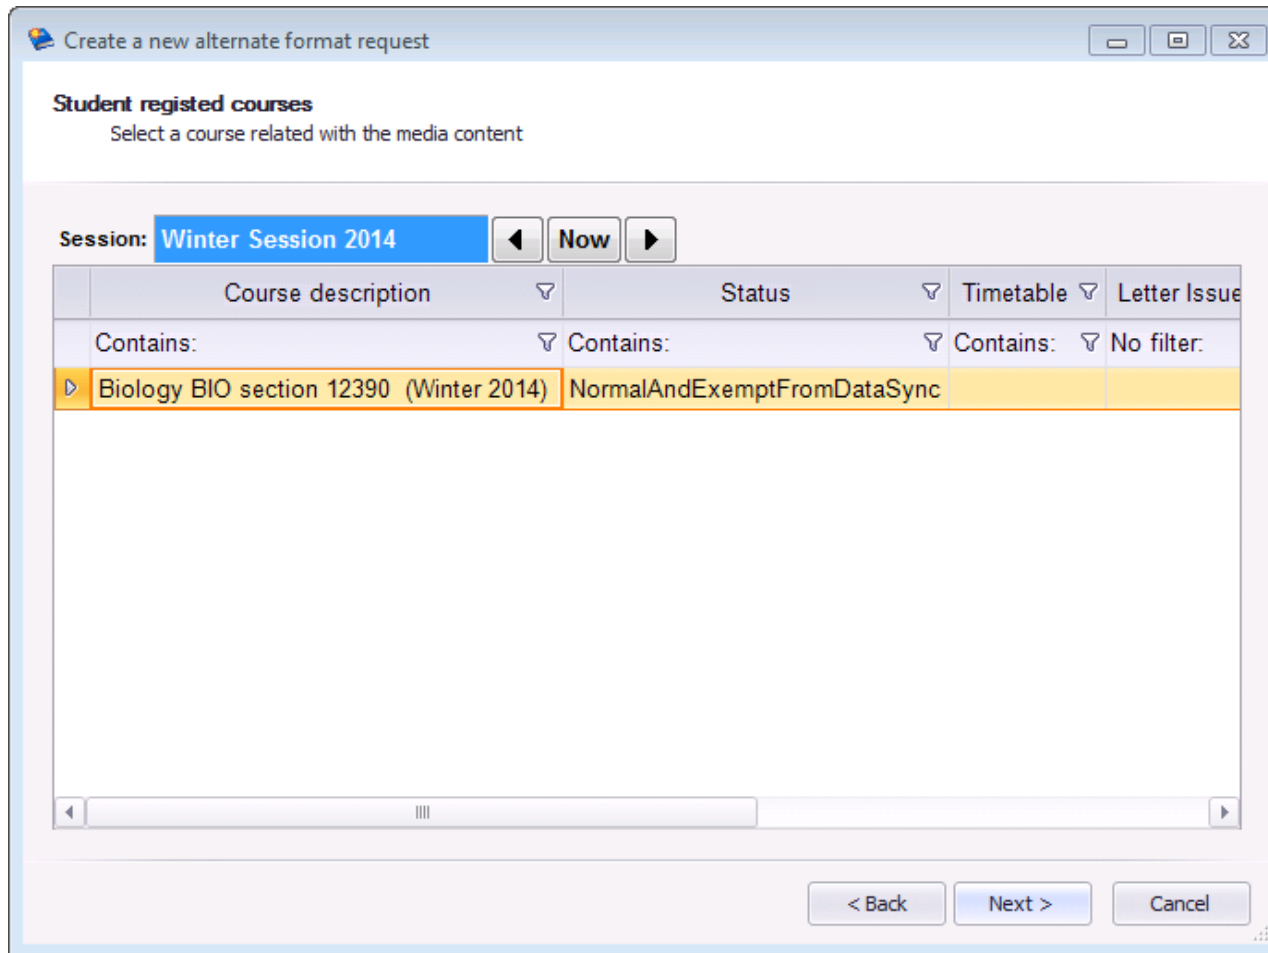 Create a new alternate format request
Student registed courses
Select a course related with the media content
Session: Winter Session 2014 Now
Course description Status Timetable Letter Issue
Contains: Contains: Contains: No filter:
Biology BIO section 12390 (Winter 2014) NormalAndExemptFromDataSync
< Back Next > Cancel